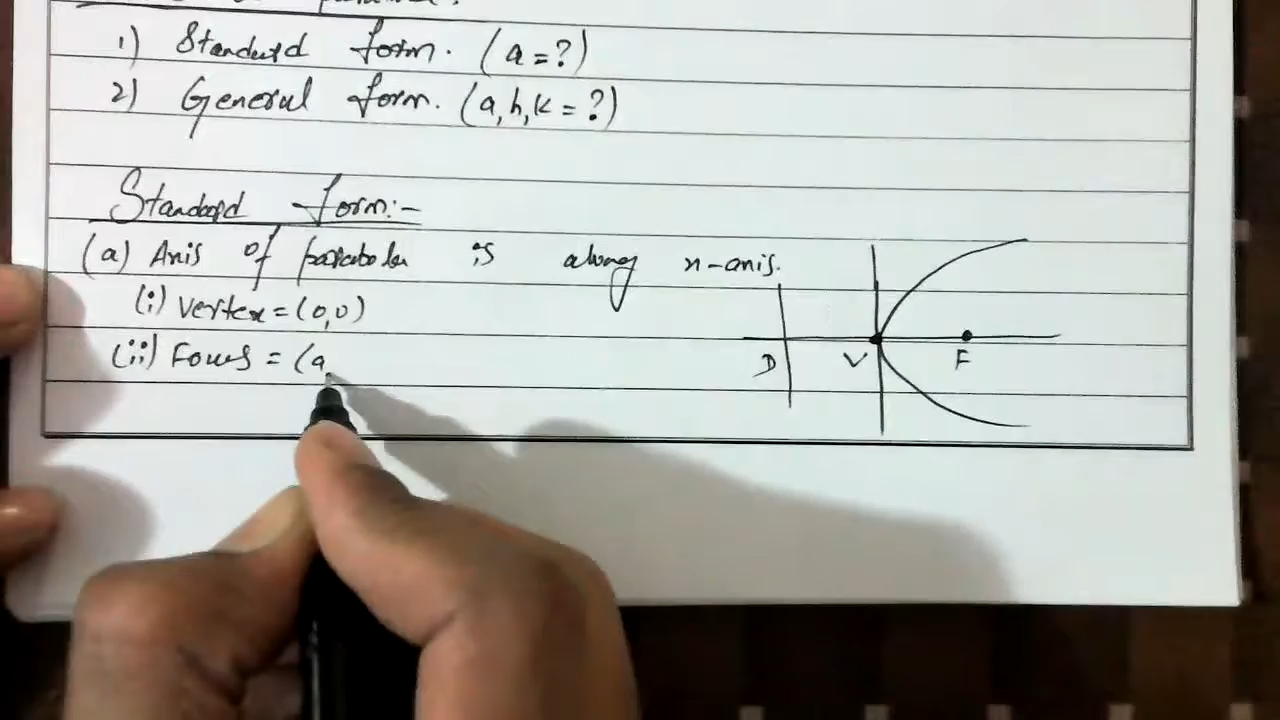 1) Standard form. (a=?)
2) General form. (a,h,k=?)
Standard form:-
(a) Axis of parabola is along x-axis.
(i) Vertex=(0,0)
(ii) Focus = (a,
D V F